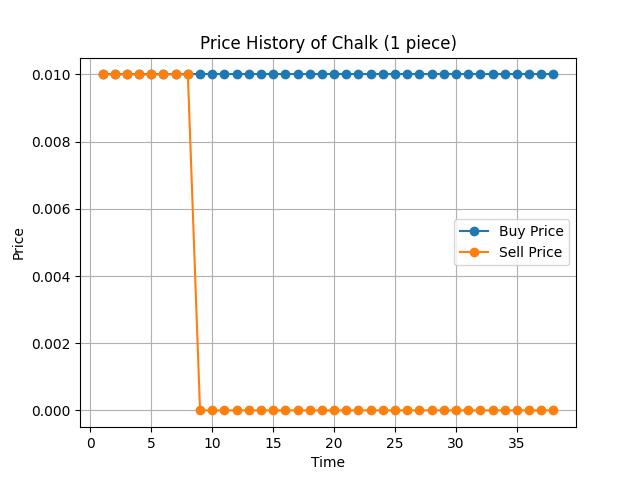 Price History of Chalk (1 piece)
0.010
0.008
0.006
0.004
0.002
0.000
Price
Buy Price
Sell Price
0 5 10 15 20 25 30 35
Time